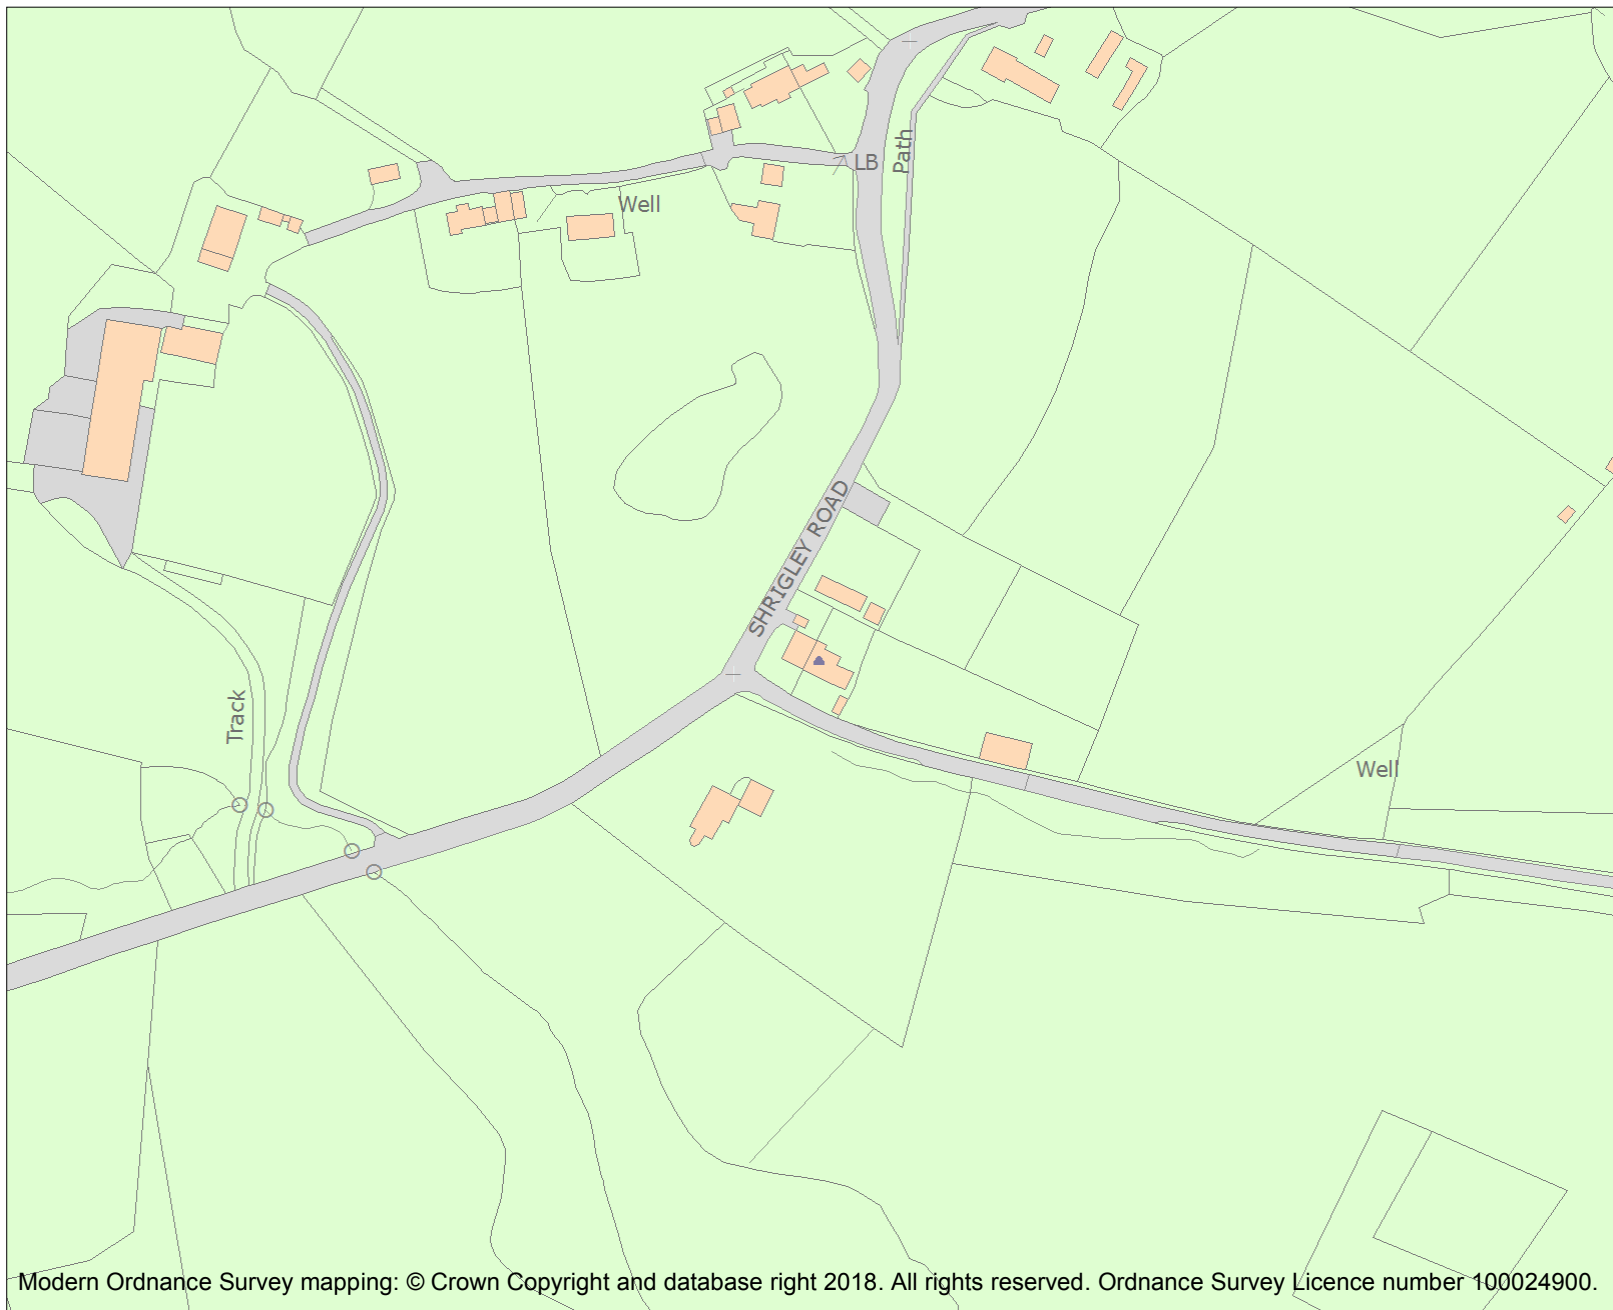 Path
LB
Well
SHRIGLEY ROAD
Track
Well
Modern Ordnance Survey mapping: © Crown Copyright and database right 2018. All rights reserved. Ordnance Survey Licence number 100024900.